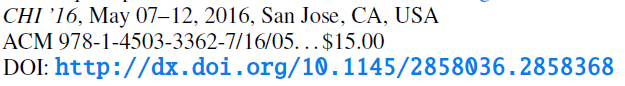 CHI ’16, May 07–12, 2016, San Jose, CA, USA
ACM 978-1-4503-3362-7/16/05…$15.00
DOI: http://dx.doi.org/10.1145/2858036.2858368